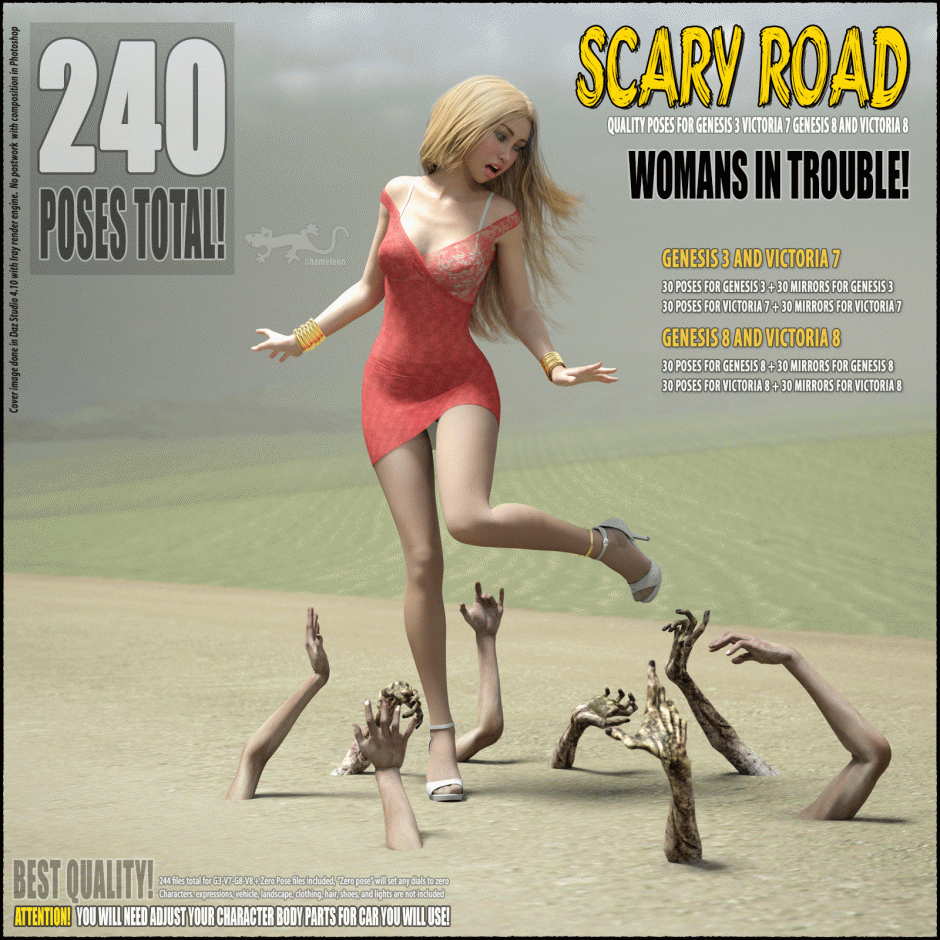 Cover image done in Daz Studio 4.10 with Iray render engine. No postwork with composition in Photoshop
240
POSES TOTAL!
SCARY ROAD
QUALITY POSES FOR GENESIS 3 VICTORIA 7 GENESIS 8 AND VICTORIA 8
WOMANS IN TROUBLE!
chameleon
GENESIS 3 AND VICTORIA 7
30 POSES FOR GENESIS 3 + 30 MIRRORS FOR GENESIS 3
30 POSES FOR VICTORIA 7 + 30 MIRRORS FOR VICTORIA 7
GENESIS 8 AND VICTORIA 8
30 POSES FOR GENESIS 8 + 30 MIRRORS FOR GENESIS 8
30 POSES FOR VICTORIA 8 + 30 MIRRORS FOR VICTORIA 8
BEST QUALITY!
244 files total for G3-V7-G8-V8 + Zero Pose files included, "Zero pose" will set any dials to zero
Characters, expressions, vehicle, landscape, clothing, hair, shoes, and lights are not included
ATTENTION! YOU WILL NEED ADJUST YOUR CHARACTER BODY PARTS FOR CAR YOU WILL USE!